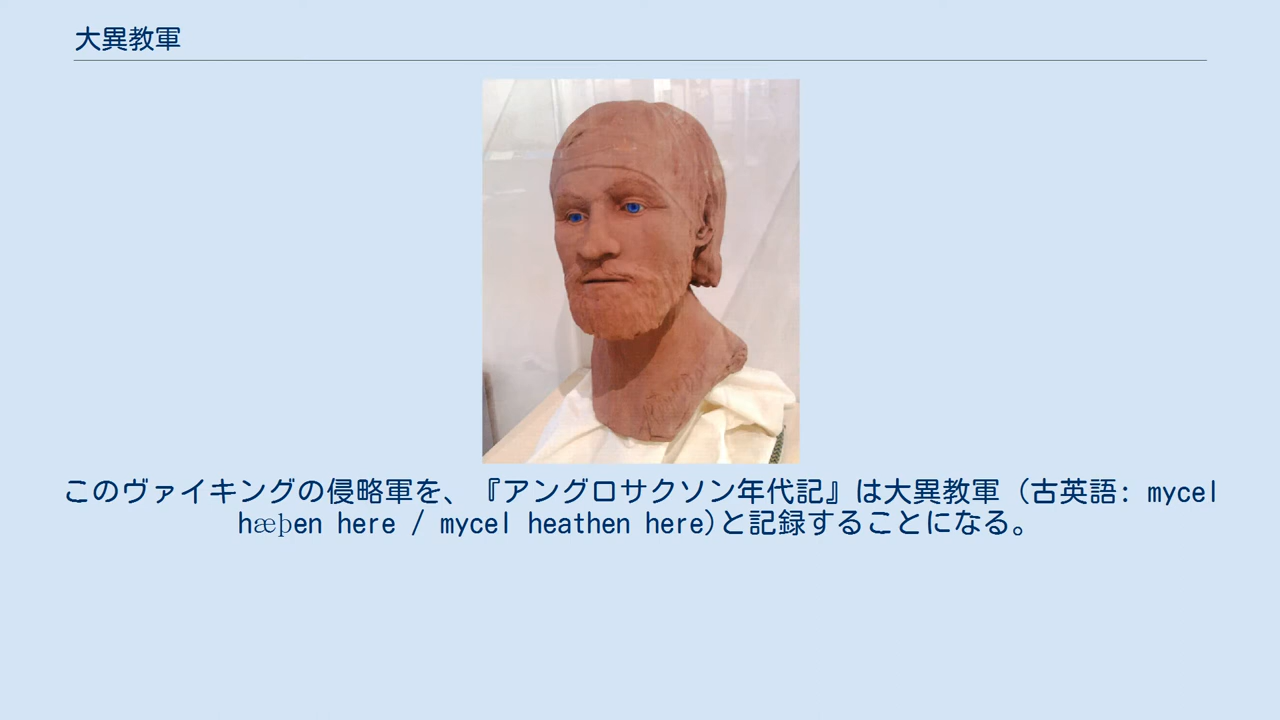 大異教軍
このヴァイキングの侵略軍を、『アングロサクソン年代記』は大異教軍 (古英語: mycel
hæþen here / mycel heathen here)と記録することになる。